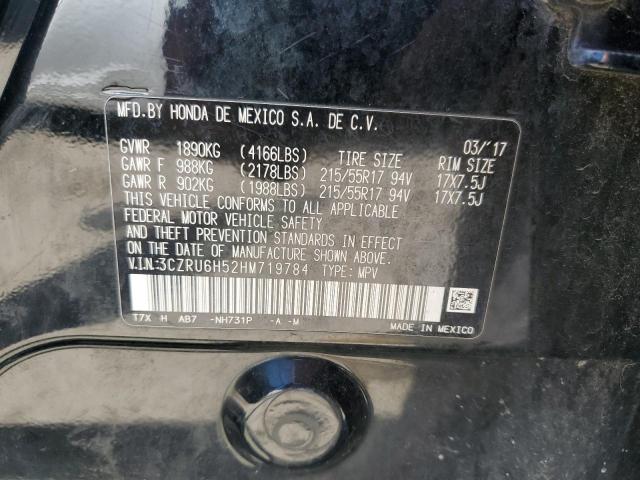 MFD.BY HONDA DE MEXICO S.A. DE C.V.
03/'17
GVWR 1890KG (4166LBS) TIRE SIZE RIM SIZE
GAWR F 988KG (2178LBS) 215/55R17 94V 17X7.5J
GAWR R 902KG (1988LBS) 215/55R17 94V 17X7.5J
THIS VEHICLE CONFORMS TO ALL APPLICABLE
FEDERAL MOTOR VEHICLE SAFETY
AND THEFT PREVENTION STANDARDS IN EFFECT
ON THE DATE OF MANUFACTURE SHOWN ABOVE.
V.I.N.:3CZRU6H52HM719784 TYPE: MPV
T7X H AB7 -NH731P -A -M
MADE IN MEXICO